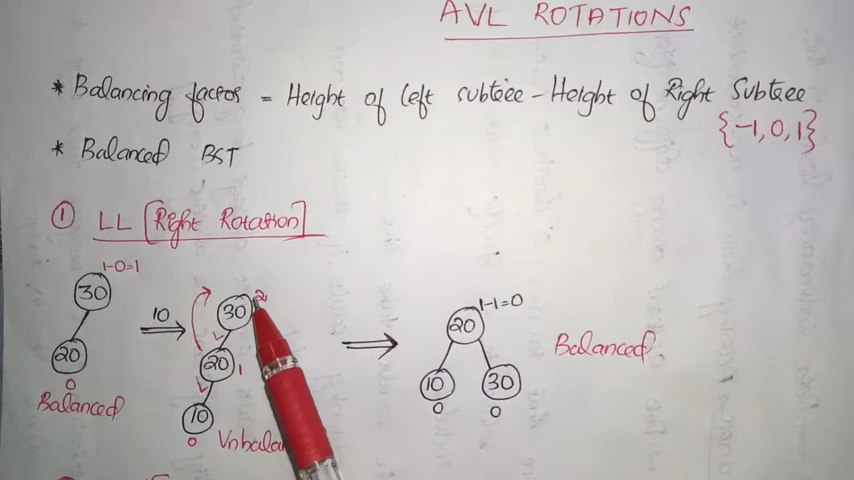 AVL ROTATIONS
* Balancing factor = Height of left subtree - Height of Right Subtree
{-1, 0, 1}
* Balanced BST
① LL [Right Rotation]
1-0=1
30
20
0
Balanced
10
30 2
20 1
10
0
1-1=0
20
10 30
0 0
Balanced